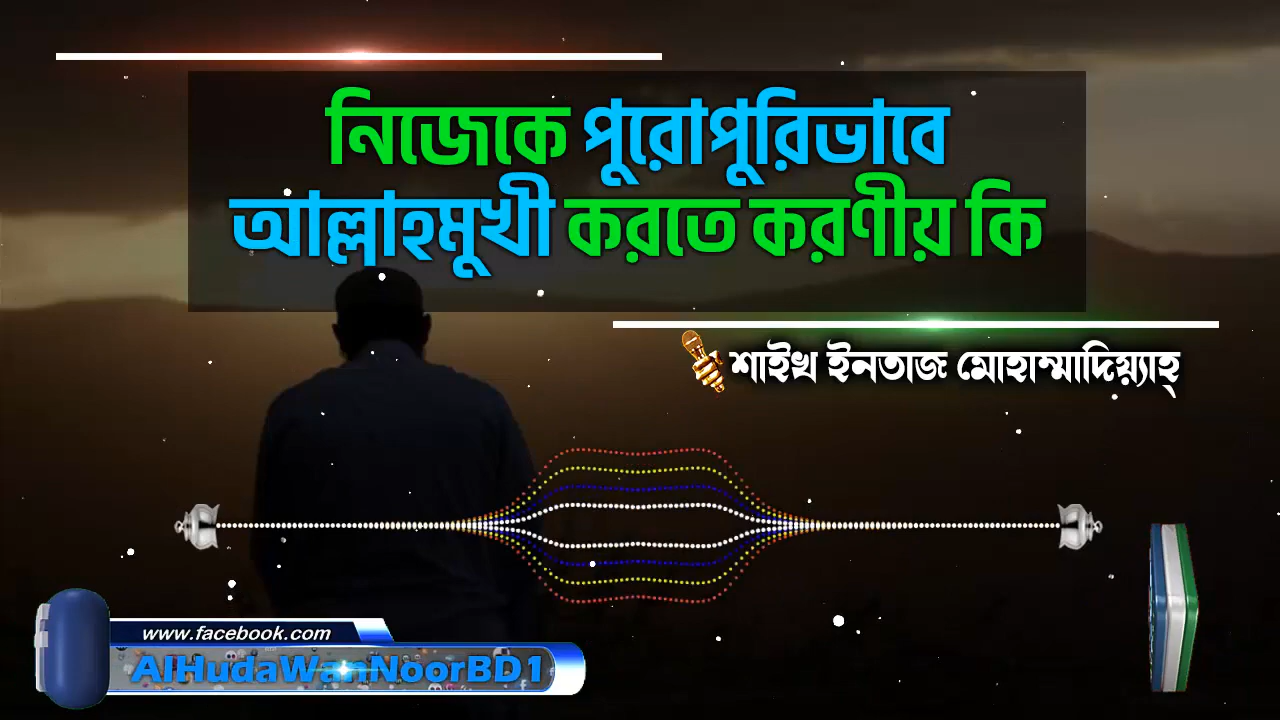 নিজেকে পুরোপুরিভাবে
আল্লাহমুখী করতে করণীয় কি
শাইখ ইনতাজ মোহাম্মাদিয়্যাহ্
www.facebook.com
AlHudaWanNoorBD1